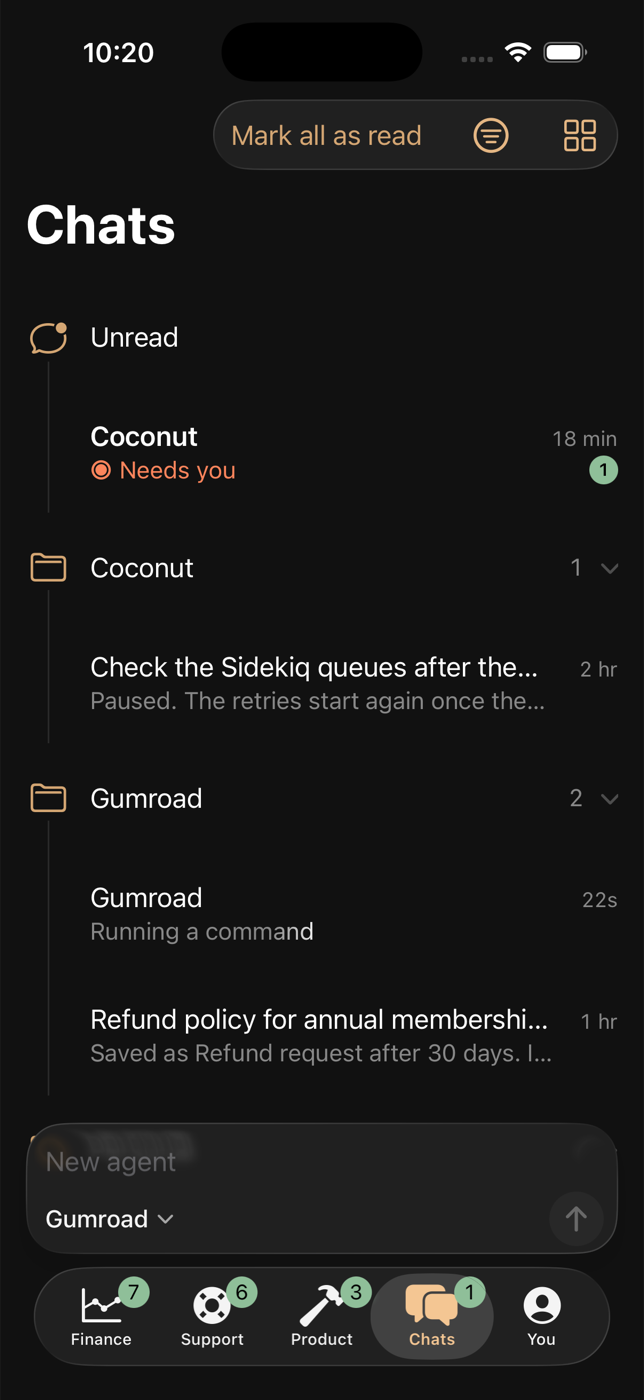 10:20
Mark all as read
Chats
Unread
Coconut
18 min
Needs you
1
Coconut
1
Check the Sidekiq queues after the...
2 hr
Paused. The retries start again once the...
Gumroad
2
Gumroad
22s
Running a command
Refund policy for annual membershi...
1 hr
Saved as Refund request after 30 days. I...
New agent
Gumroad
7
6
3
1
Finance
Support
Product
Chats
You